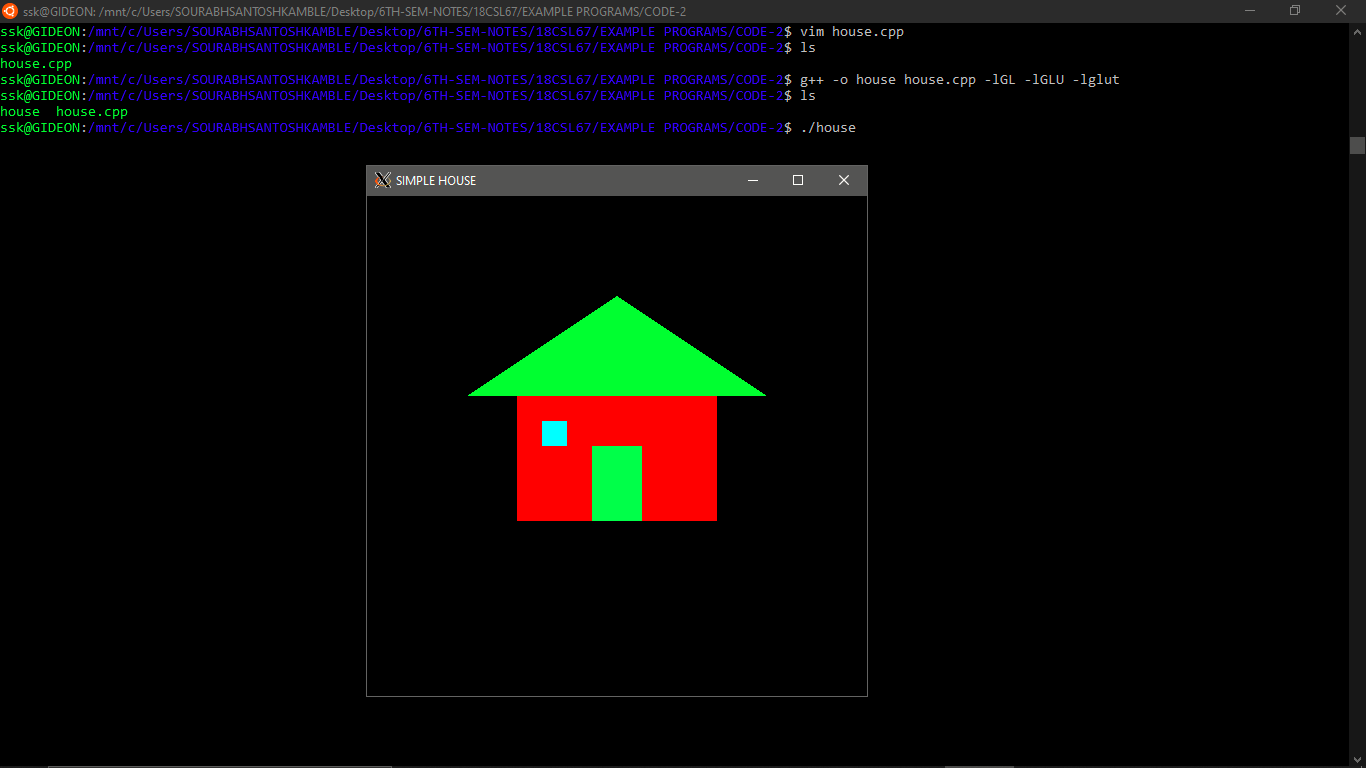 ssk@GIDEON: /mnt/c/Users/SOURABHSANTOSHKAMBLE/Desktop/6TH-SEM-NOTES/18CSL67/EXAMPLE PROGRAMS/CODE-2
ssk@GIDEON:/mnt/c/Users/SOURABHSANTOSHKAMBLE/Desktop/6TH-SEM-NOTES/18CSL67/EXAMPLE PROGRAMS/CODE-2$ vim house.cpp
ssk@GIDEON:/mnt/c/Users/SOURABHSANTOSHKAMBLE/Desktop/6TH-SEM-NOTES/18CSL67/EXAMPLE PROGRAMS/CODE-2$ ls
house.cpp
ssk@GIDEON:/mnt/c/Users/SOURABHSANTOSHKAMBLE/Desktop/6TH-SEM-NOTES/18CSL67/EXAMPLE PROGRAMS/CODE-2$ g++ -o house house.cpp -lGL -lGLU -lglut
ssk@GIDEON:/mnt/c/Users/SOURABHSANTOSHKAMBLE/Desktop/6TH-SEM-NOTES/18CSL67/EXAMPLE PROGRAMS/CODE-2$ ls
house  house.cpp
ssk@GIDEON:/mnt/c/Users/SOURABHSANTOSHKAMBLE/Desktop/6TH-SEM-NOTES/18CSL67/EXAMPLE PROGRAMS/CODE-2$ ./house
SIMPLE HOUSE